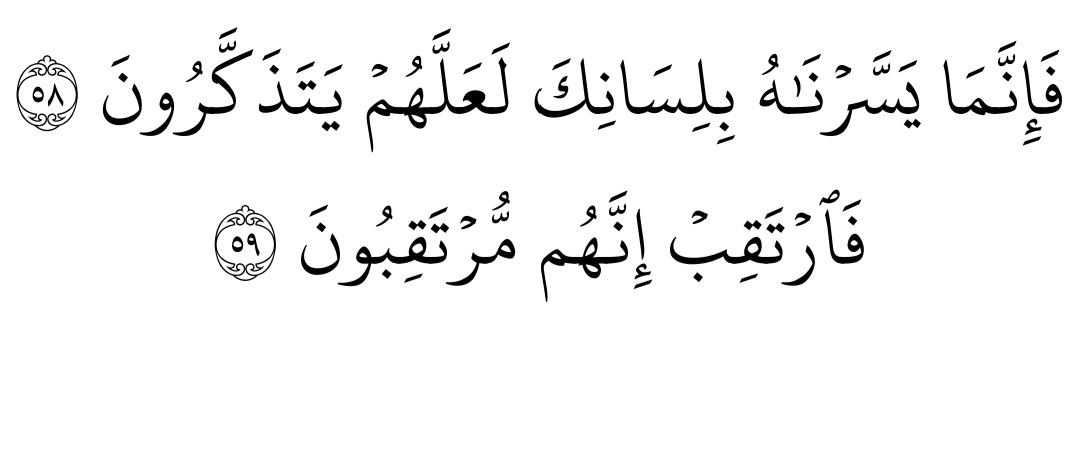 فَإِنَّمَا يَسَّرۡنَٰهُ بِلِسَانِكَ لَعَلَّهُمۡ يَتَذَكَّرُونَ ٥٨
فَٱرۡتَقِبۡ إِنَّهُم مُّرۡتَقِبُونَ ٥٩